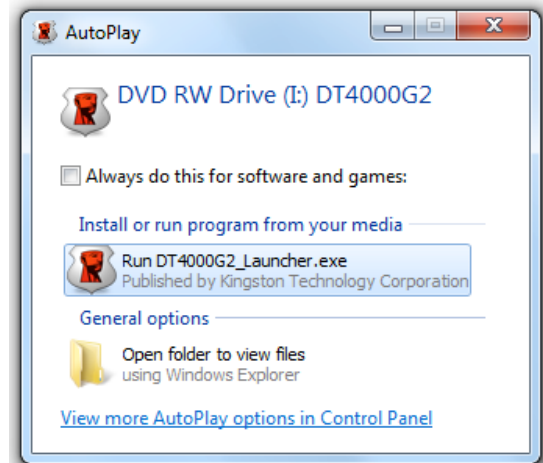 AutoPlay
DVD RW Drive (I:) DT4000G2
Always do this for software and games:
Install or run program from your media
Run DT4000G2_Launcher.exe
Published by Kingston Technology Corporation
General options
Open folder to view files
using Windows Explorer
View more AutoPlay options in Control Panel